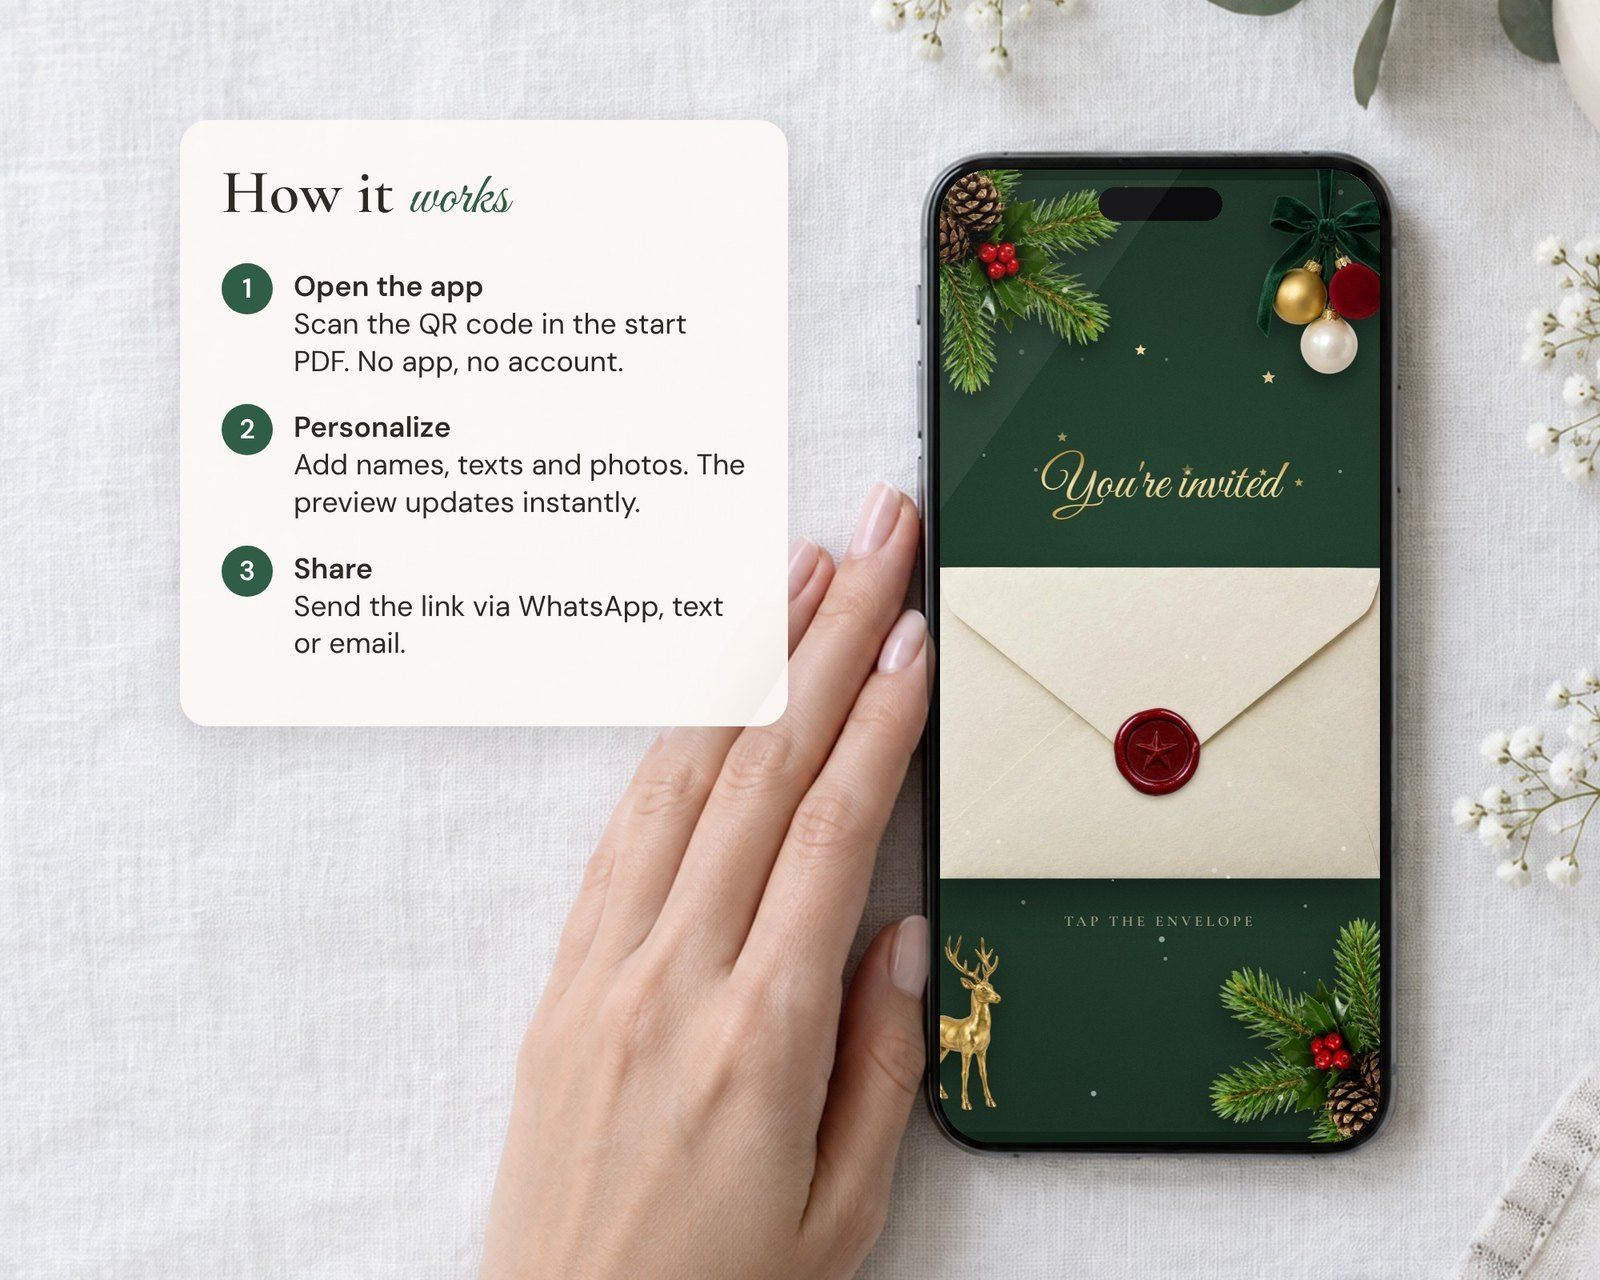 How it works
1
Open the app
Scan the QR code in the start
PDF. No app, no account.
2
Personalize
Add names, texts and photos. The
preview updates instantly.
3
Share
Send the link via WhatsApp, text
or email.
You're invited
TAP THE ENVELOPE